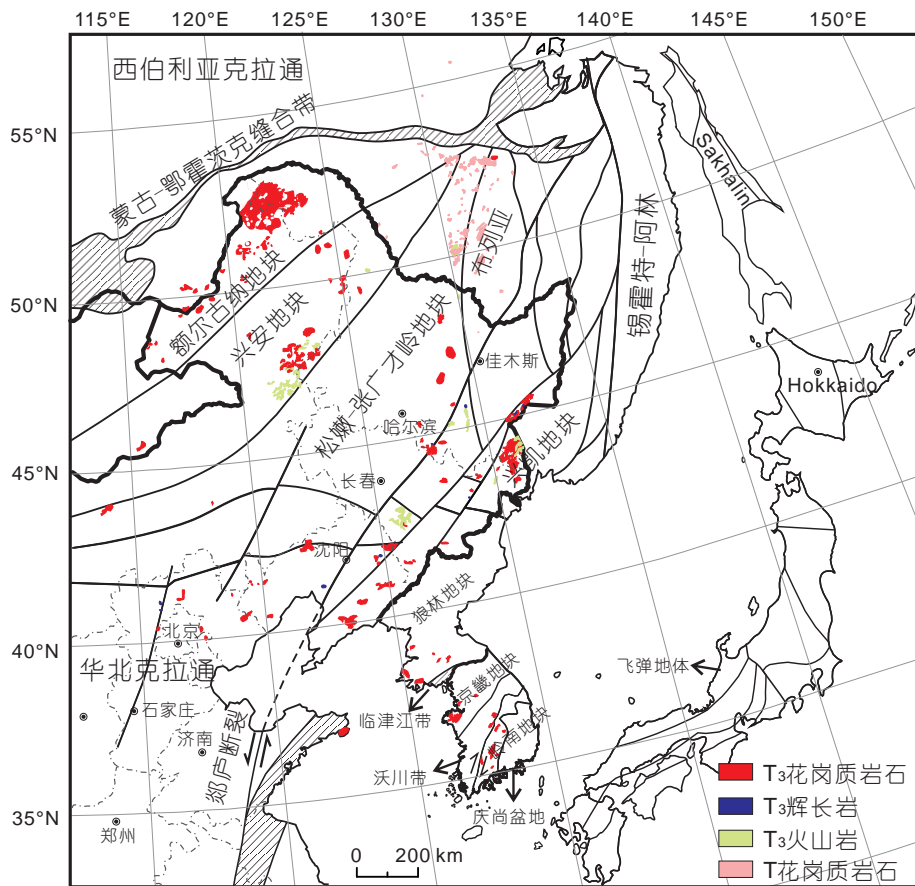 115°E 120°E 125°E 130°E 135°E 140°E 145°E 150°E
西伯利亚克拉通
55°N
蒙古-鄂霍茨克缝合带
Sakhalin
布列亚
锡霍特-阿林
50°N
额尔古纳地块
兴安地块
松嫩-张广才岭地块
佳木斯
Hokkaido
哈尔滨
兴凯地块
45°N
长春
沈阳
狼林地块
40°N
北京
华北克拉通
京畿地块
飞弹地体
石家庄
临津江带
郯庐断裂
济南
岭南地块
沃川带
35°N
郑州
庆尚盆地
0 200 km
T₃花岗质岩石
T₃辉长岩
T₃火山岩
T花岗质岩石